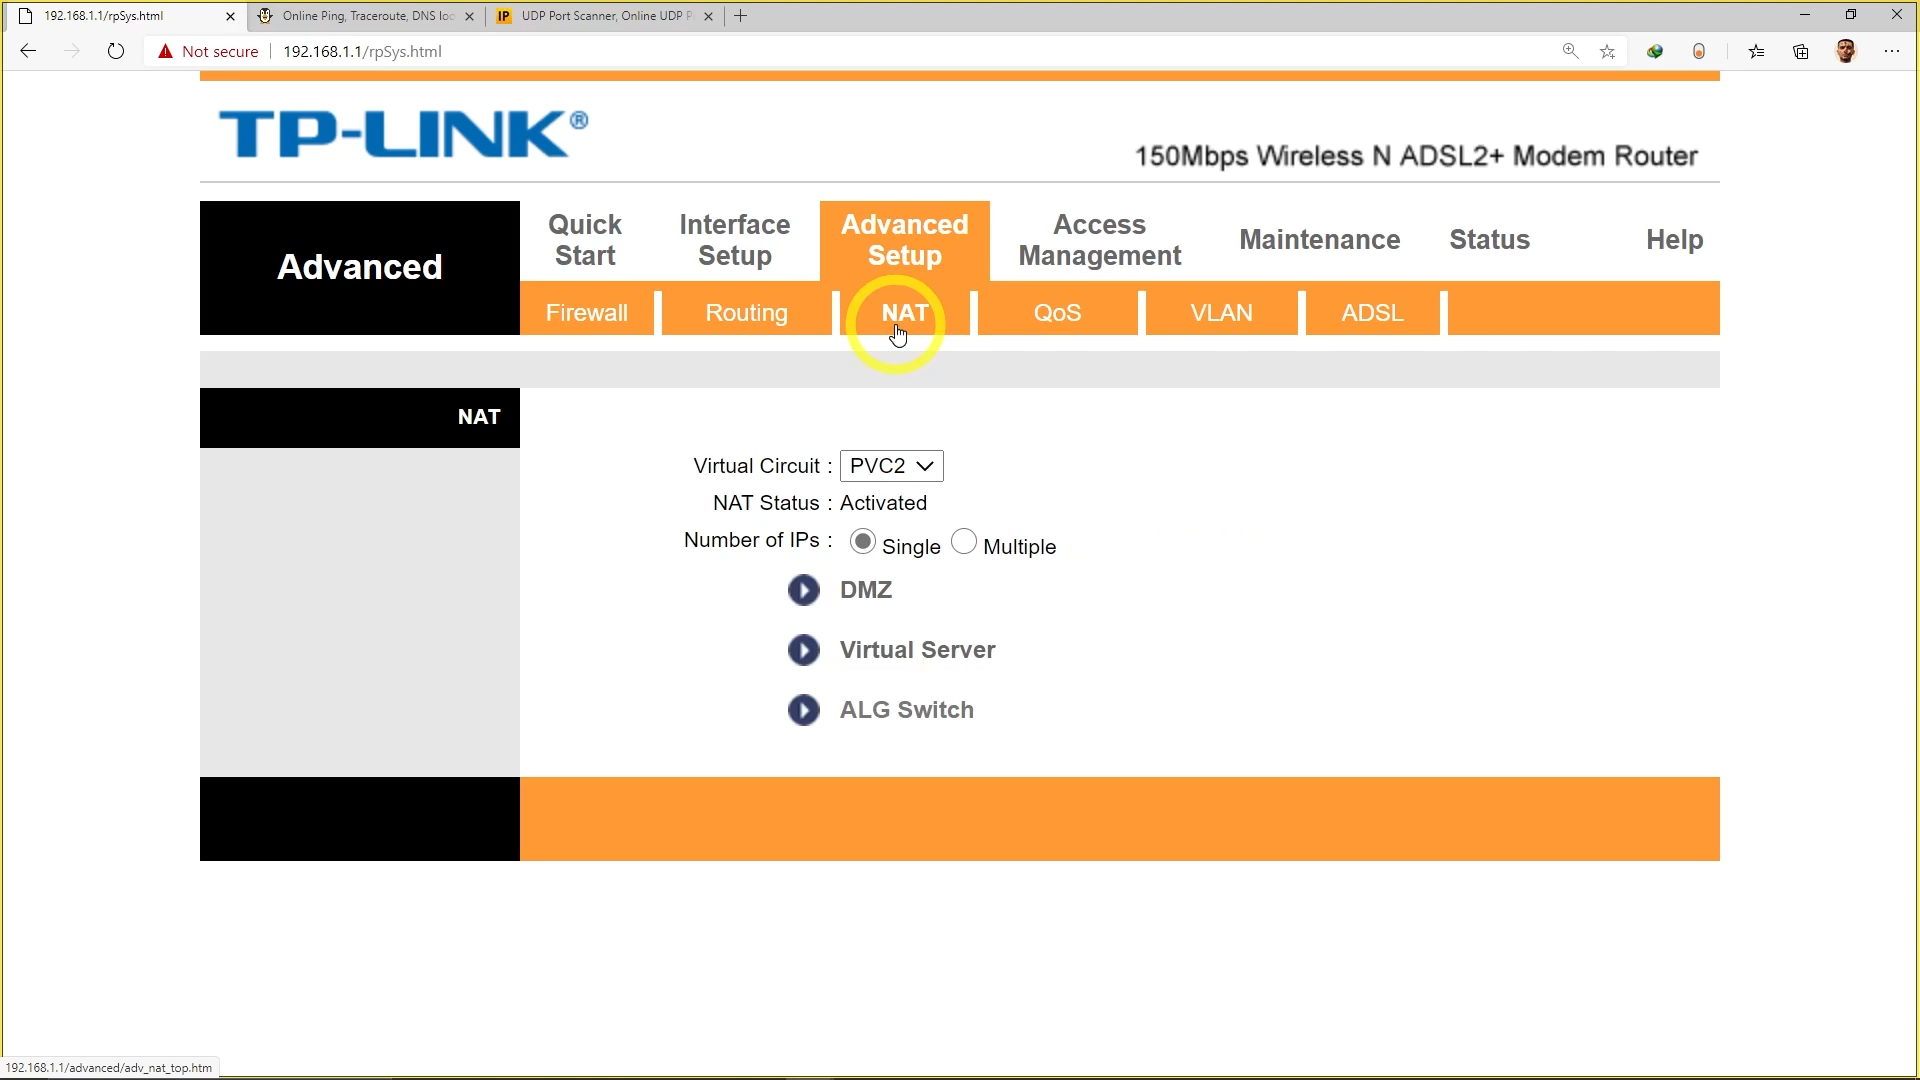 192.168.1.1/rpSys.html
Online Ping, Traceroute, DNS loo
IP UDP Port Scanner, Online UDP P
Not secure
192.168.1.1/rpSys.html
TP-LINK®
150Mbps Wireless N ADSL2+ Modem Router
Advanced
Quick Start
Interface Setup
Advanced Setup
Access Management
Maintenance
Status
Help
Firewall
Routing
NAT
QoS
VLAN
ADSL
NAT
Virtual Circuit : PVC2
NAT Status : Activated
Number of IPs : Single Multiple
DMZ
Virtual Server
ALG Switch
192.168.1.1/advanced/adv_nat_top.htm